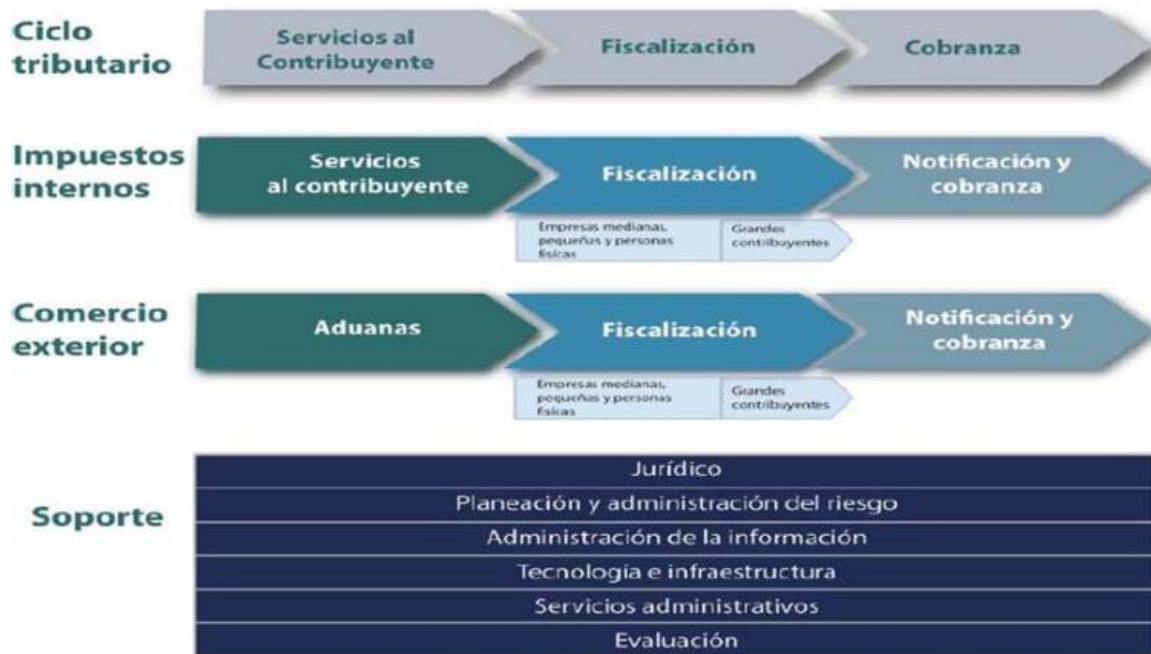 Ciclo
tributario
Servicios al
Contribuyente
Fiscalización
Cobranza
Impuestos
internos
Servicios
al contribuyente
Fiscalización
Notificación y
cobranza
Empresas medianas,
pequeñas y personas
físicas
Grandes
contribuyentes
Comercio
exterior
Aduanas
Fiscalización
Notificación y
cobranza
Empresas medianas,
pequeñas y personas
físicas
Grandes
contribuyentes
Soporte
Jurídico
Planeación y administración del riesgo
Administración de la información
Tecnología e infraestructura
Servicios administrativos
Evaluación